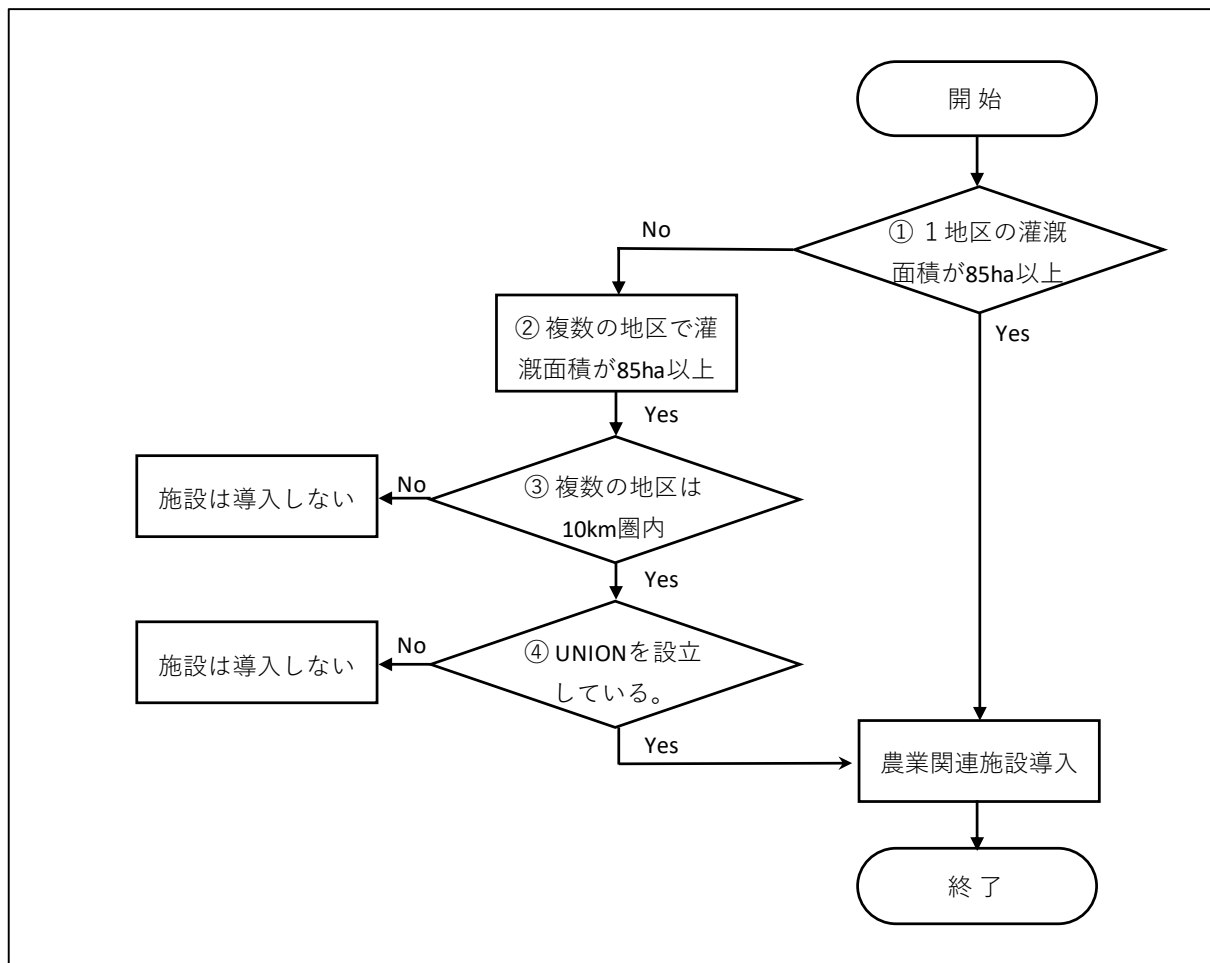 開 始
① １地区の灌漑
面積が85ha以上
No
Yes
② 複数の地区で灌
漑面積が85ha以上
Yes
③ 複数の地区は
10km圏内
No
施設は導入しない
Yes
④ UNIONを設立
している。
No
施設は導入しない
Yes
農業関連施設導入
終 了